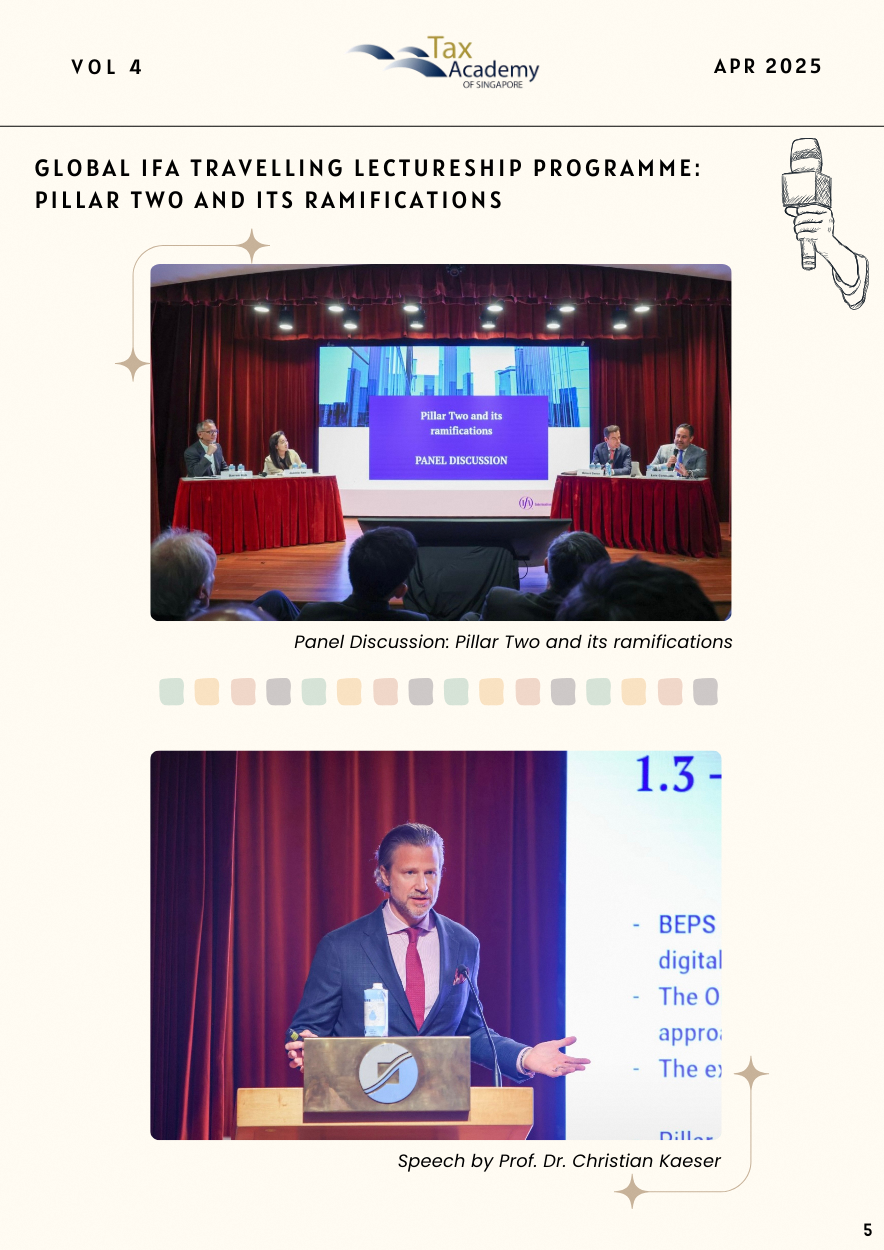 VOL 4
Tax
Academy
OF SINGAPORE
APR 2025
GLOBAL IFA TRAVELLING LECTURESHIP PROGRAMME:
PILLAR TWO AND ITS RAMIFICATIONS
Pillar Two and its
ramifications
PANEL DISCUSSION
ifa
Panel Discussion: Pillar Two and its ramifications
1.3 -
- BEPS
digital
- The O
approa
- The ex
Pillar
Speech by Prof. Dr. Christian Kaeser
5